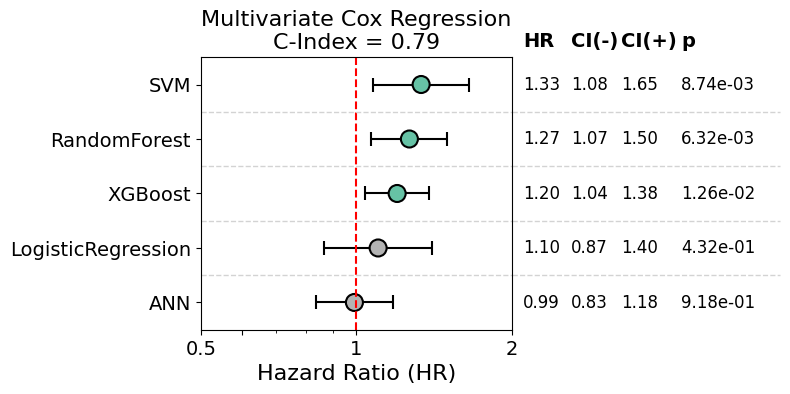 Multivariate Cox Regression
C-Index = 0.79
HR CI(-) CI(+) p
SVM 1.33 1.08 1.65 8.74e-03
RandomForest 1.27 1.07 1.50 6.32e-03
XGBoost 1.20 1.04 1.38 1.26e-02
LogisticRegression 1.10 0.87 1.40 4.32e-01
ANN 0.99 0.83 1.18 9.18e-01
0.5 1 2
Hazard Ratio (HR)